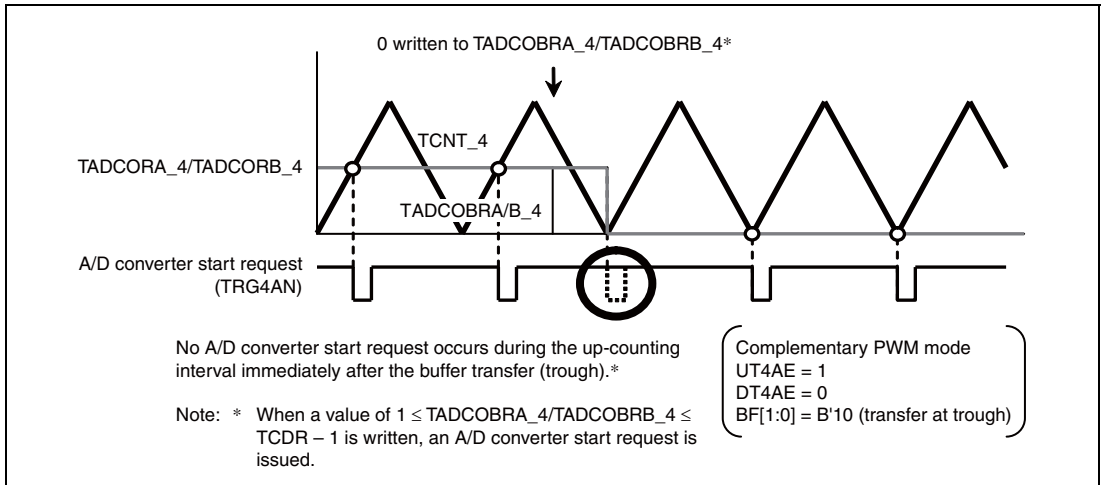 0 written to TADCOBRA_4/TADCOBRB_4*
TCNT_4
TADCORA_4/TADCORB_4
TADCOBRA/B_4
A/D converter start request
(TRG4AN)
No A/D converter start request occurs during the up-counting
interval immediately after the buffer transfer (trough).*
Note: * When a value of 1 ≤ TADCOBRA_4/TADCOBRB_4 ≤
TCDR – 1 is written, an A/D converter start request is
issued.
Complementary PWM mode
UT4AE = 1
DT4AE = 0
BF[1:0] = B'10 (transfer at trough)